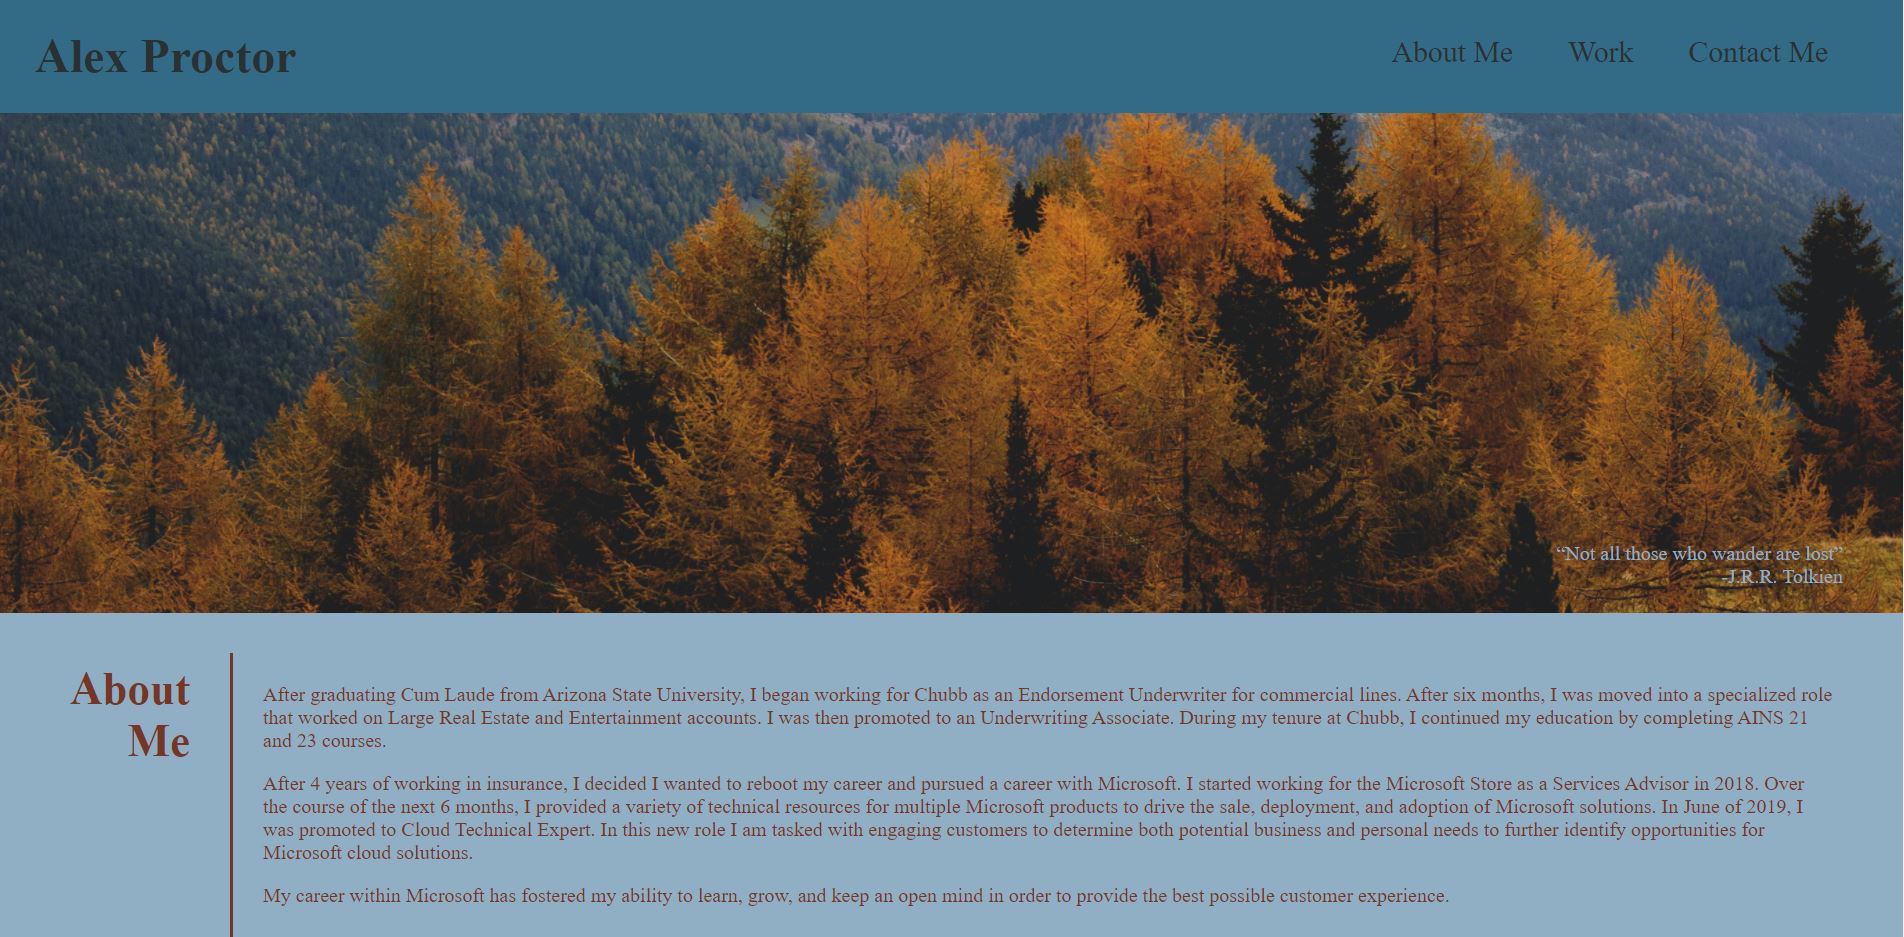 Alex Proctor
About Me Work Contact Me
“Not all those who wander are lost”
-J.R.R. Tolkien
About
Me
After graduating Cum Laude from Arizona State University, I began working for Chubb as an Endorsement Underwriter for commercial lines. After six months, I was moved into a specialized role
that worked on Large Real Estate and Entertainment accounts. I was then promoted to an Underwriting Associate. During my tenure at Chubb, I continued my education by completing AINS 21
and 23 courses.
After 4 years of working in insurance, I decided I wanted to reboot my career and pursued a career with Microsoft. I started working for the Microsoft Store as a Services Advisor in 2018. Over
the course of the next 6 months, I provided a variety of technical resources for multiple Microsoft products to drive the sale, deployment, and adoption of Microsoft solutions. In June of 2019, I
was promoted to Cloud Technical Expert. In this new role I am tasked with engaging customers to determine both potential business and personal needs to further identify opportunities for
Microsoft cloud solutions.
My career within Microsoft has fostered my ability to learn, grow, and keep an open mind in order to provide the best possible customer experience.